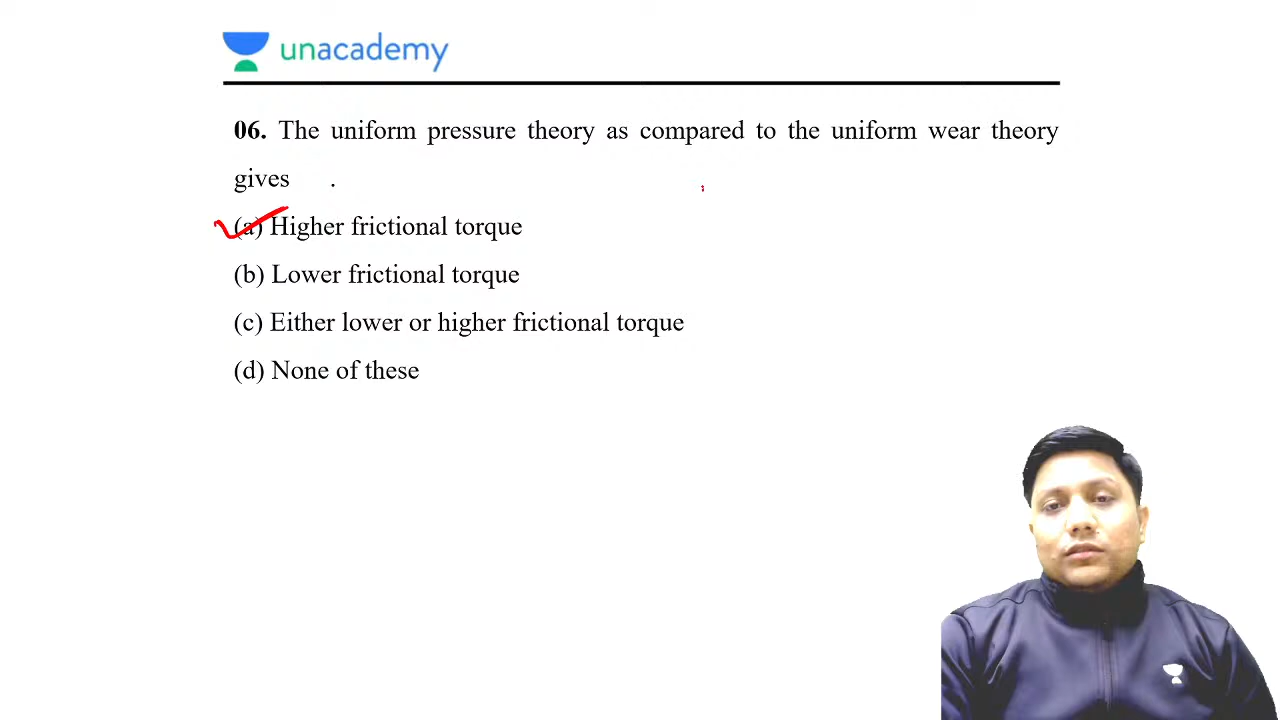 unacademy
06. The uniform pressure theory as compared to the uniform wear theory
gives .
(a) Higher frictional torque
(b) Lower frictional torque
(c) Either lower or higher frictional torque
(d) None of these